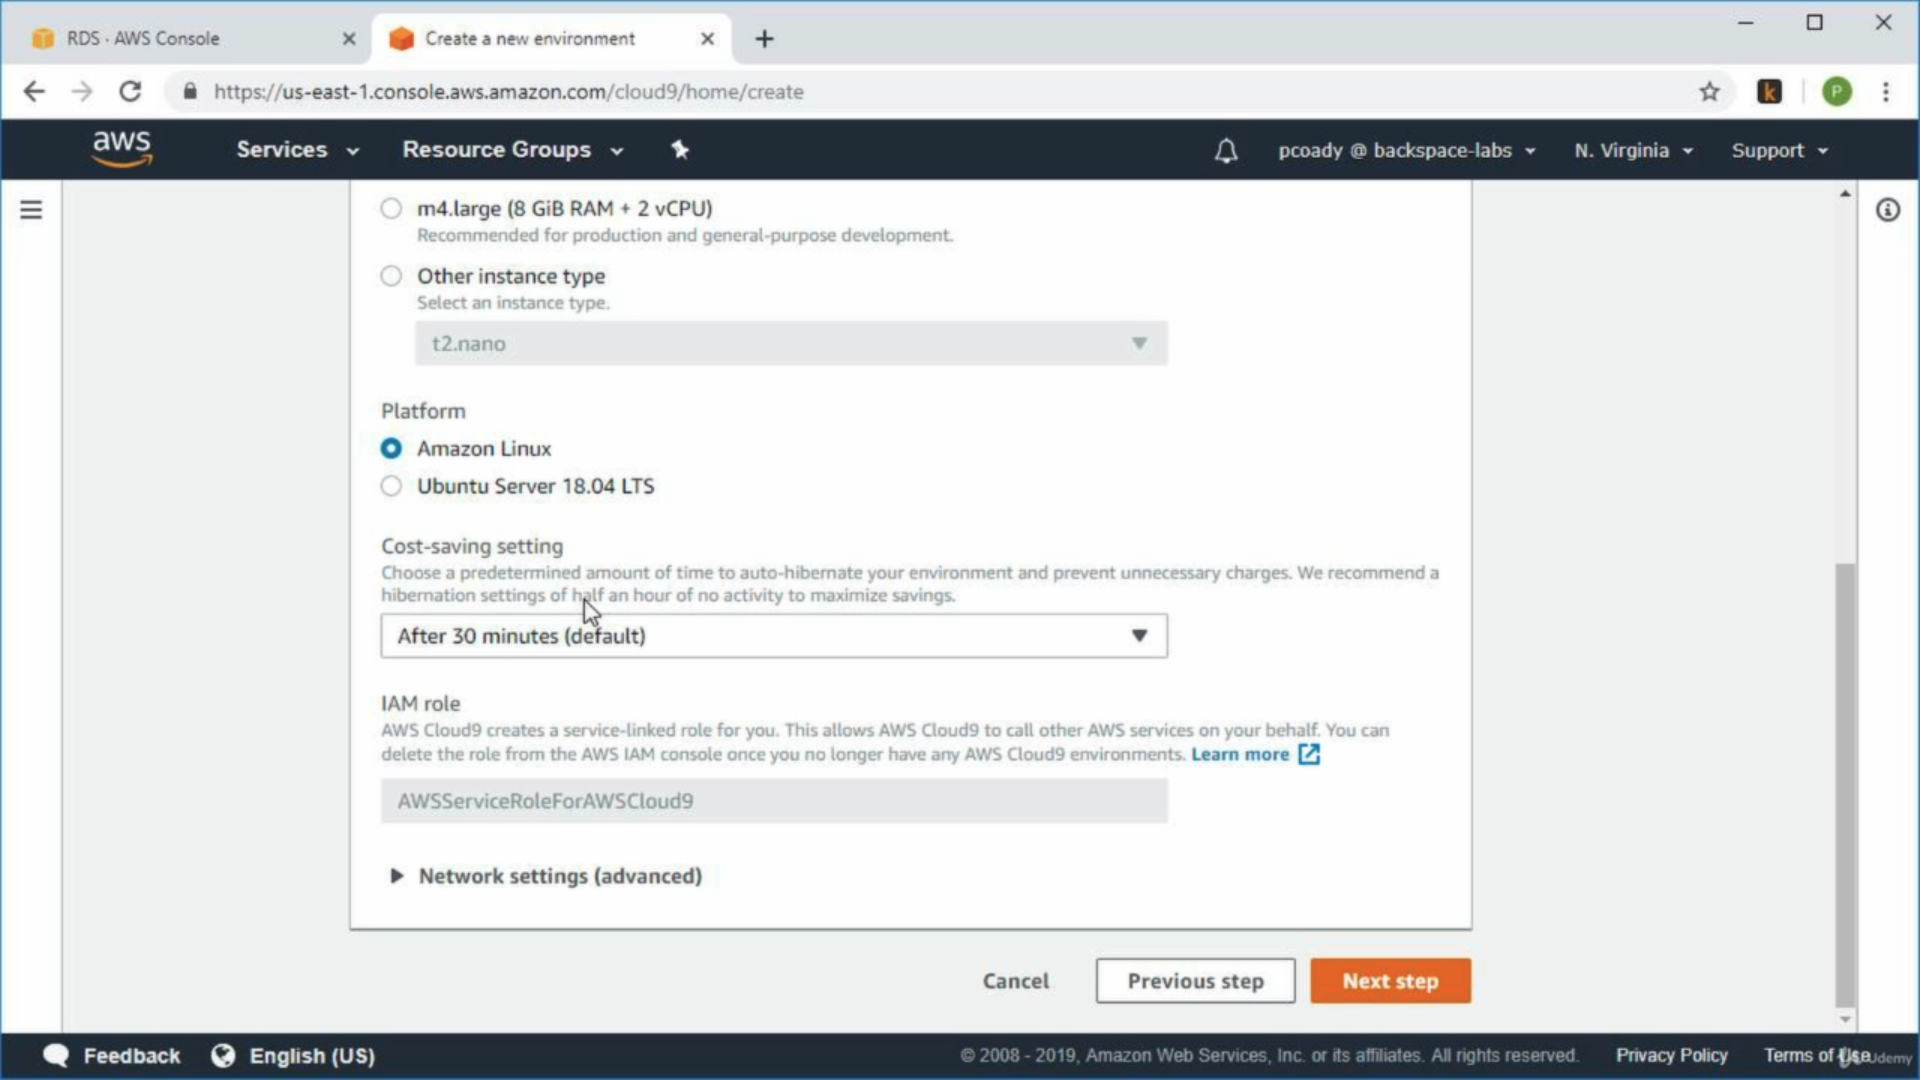 RDS · AWS Console
Create a new environment
https://us-east-1.console.aws.amazon.com/cloud9/home/create
k
P
aws
Services
Resource Groups
pcoady @ backspace-labs
N. Virginia
Support
m4.large (8 GiB RAM + 2 vCPU)
Recommended for production and general-purpose development.
Other instance type
Select an instance type.
t2.nano
Platform
Amazon Linux
Ubuntu Server 18.04 LTS
Cost-saving setting
Choose a predetermined amount of time to auto-hibernate your environment and prevent unnecessary charges. We recommend a
hibernation settings of half an hour of no activity to maximize savings.
After 30 minutes (default)
IAM role
AWS Cloud9 creates a service-linked role for you. This allows AWS Cloud9 to call other AWS services on your behalf. You can
delete the role from the AWS IAM console once you no longer have any AWS Cloud9 environments. Learn more
AWSServiceRoleForAWSCloud9
Network settings (advanced)
Cancel
Previous step
Next step
Feedback
English (US)
© 2008 - 2019, Amazon Web Services, Inc. or its affiliates. All rights reserved.
Privacy Policy
Terms of Use
Udemy